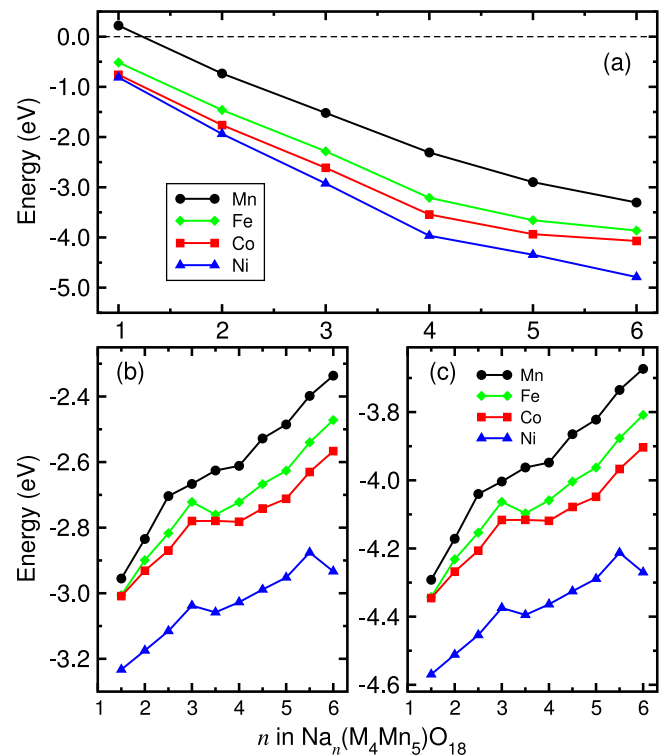 0.0
-1.0
-2.0
-3.0
-4.0
-5.0
Energy (eV)
(a)
Mn
Fe
Co
Ni
1 2 3 4 5 6
(b)
-2.4
-2.6
-2.8
-3.0
-3.2
Energy (eV)
1 2 3 4 5 6
(c)
Mn
Fe
Co
Ni
-3.8
-4.0
-4.2
-4.4
-4.6
1 2 3 4 5 6
n in Naₙ(M₄Mn₅)O₁₈